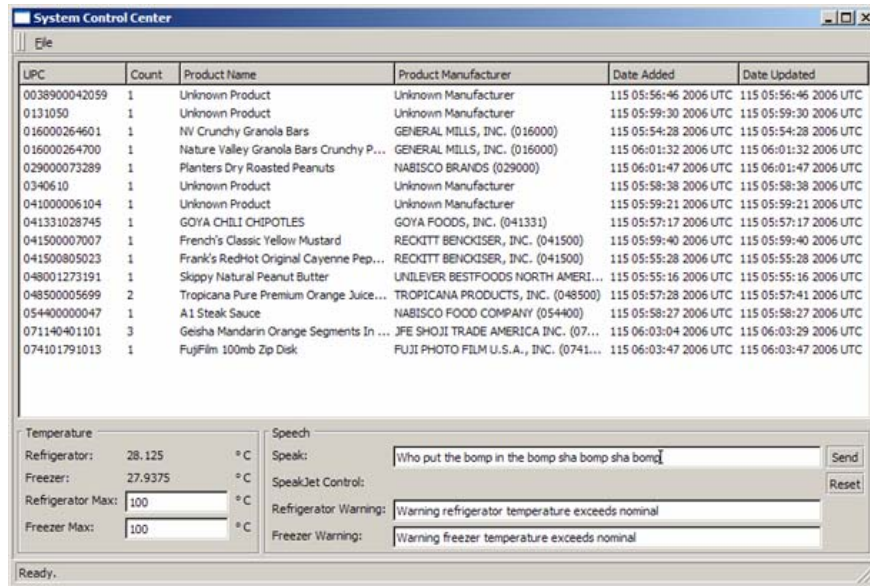 System Control Center
File
UPC Count Product Name Product Manufacturer Date Added Date Updated
0038900042059 1 Unknown Product Unknown Manufacturer 115 05:56:46 2006 UTC 115 05:56:46 2006 UTC
0131050 1 Unknown Product Unknown Manufacturer 115 05:59:30 2006 UTC 115 05:59:30 2006 UTC
016000264601 1 NV Crunchy Granola Bars GENERAL MILLS, INC. (016000) 115 05:54:28 2006 UTC 115 05:54:28 2006 UTC
016000264700 1 Nature Valley Granola Bars Crunchy P... GENERAL MILLS, INC. (016000) 115 06:01:32 2006 UTC 115 06:01:32 2006 UTC
029000073289 1 Planters Dry Roasted Peanuts NABISCO BRANDS (029000) 115 06:01:47 2006 UTC 115 06:01:47 2006 UTC
0340610 1 Unknown Product Unknown Manufacturer 115 05:58:38 2006 UTC 115 05:58:38 2006 UTC
041000006104 1 Unknown Product Unknown Manufacturer 115 05:59:21 2006 UTC 115 05:59:21 2006 UTC
041331028745 1 GOYA CHILI CHIPOTLES GOYA FOODS, INC. (041331) 115 05:57:17 2006 UTC 115 05:57:17 2006 UTC
041500007007 1 French's Classic Yellow Mustard RECKITT BENCKISER, INC. (041500) 115 05:59:40 2006 UTC 115 05:59:40 2006 UTC
041500805023 1 Frank's RedHot Original Cayenne Pep... RECKITT BENCKISER, INC. (041500) 115 05:55:28 2006 UTC 115 05:55:28 2006 UTC
048001273191 1 Skippy Natural Peanut Butter UNILEVER BESTFOODS NORTH AMERI... 115 05:55:16 2006 UTC 115 05:55:16 2006 UTC
048500005699 2 Tropicana Pure Premium Orange Juice... TROPICANA PRODUCTS, INC. (048500) 115 05:57:28 2006 UTC 115 05:57:41 2006 UTC
054400000047 1 A1 Steak Sauce NABISCO FOOD COMPANY (054400) 115 05:58:27 2006 UTC 115 05:58:27 2006 UTC
071140401101 3 Geisha Mandarin Orange Segments In ... JFE SHOJI TRADE AMERICA INC. (07... 115 06:03:04 2006 UTC 115 06:03:29 2006 UTC
074101791013 1 FujiFilm 100mb Zip Disk FUJI PHOTO FILM U.S.A., INC. (0741... 115 06:03:47 2006 UTC 115 06:03:47 2006 UTC
Temperature
Refrigerator: 28.125 °C
Freezer: 27.9375 °C
Refrigerator Max: 100 °C
Freezer Max: 100 °C
Speech
Speak: Who put the bomp in the bomp sha bomp sha bomp Send
SpeakJet Control: Reset
Refrigerator Warning: Warning refrigerator temperature exceeds nominal
Freezer Warning: Warning freezer temperature exceeds nominal
Ready.